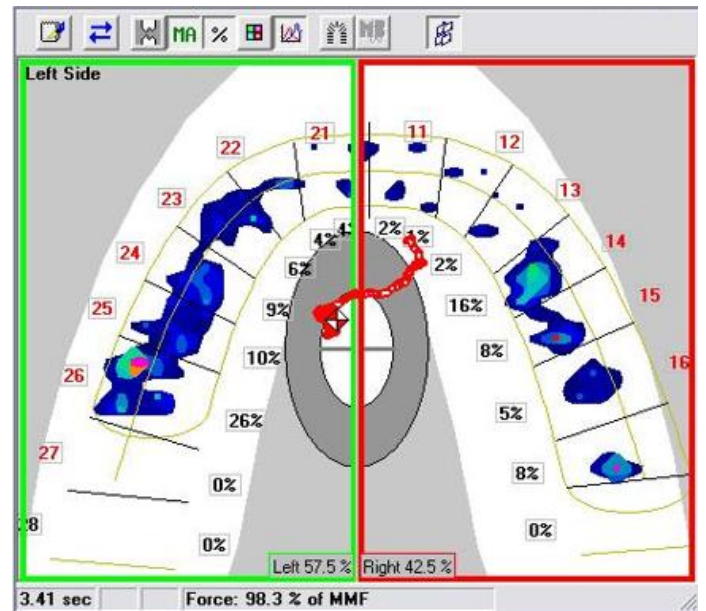 MA %
Left Side
21 11
22 12
23 13
24 14
25 15
26 16
27
4% 2% 1%
6% 2%
9% 16%
10% 8%
26% 5%
0% 8%
0% 0%
Left 57.5 % Right 42.5 %
3.41 sec Force: 98.3 % of MMF